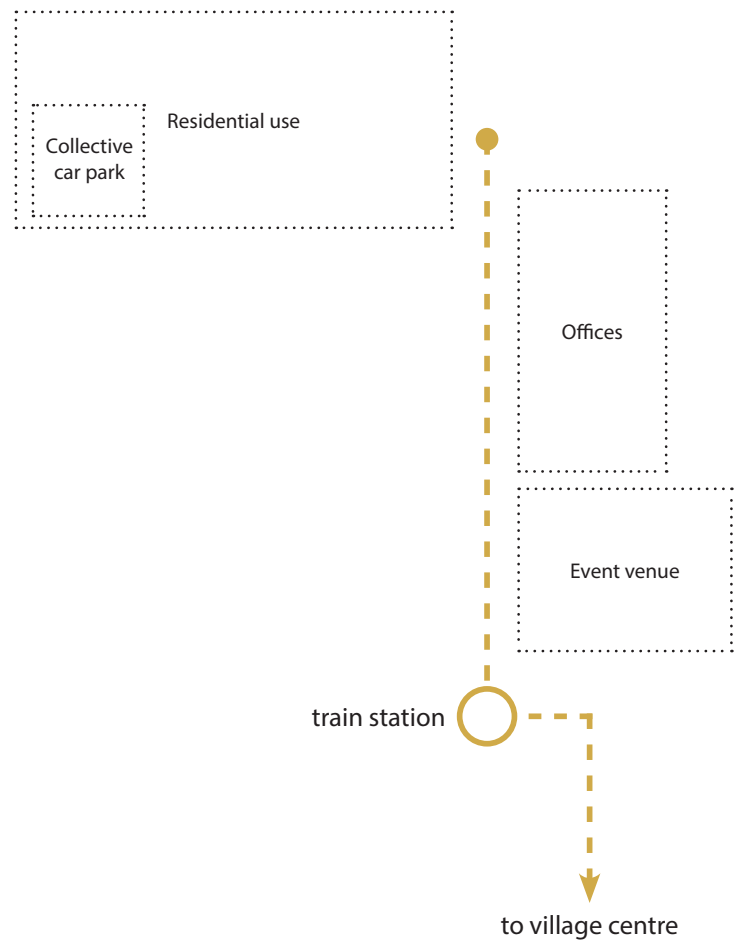 Residential use
Collective
car park
Offices
Event venue
train station
to village centre